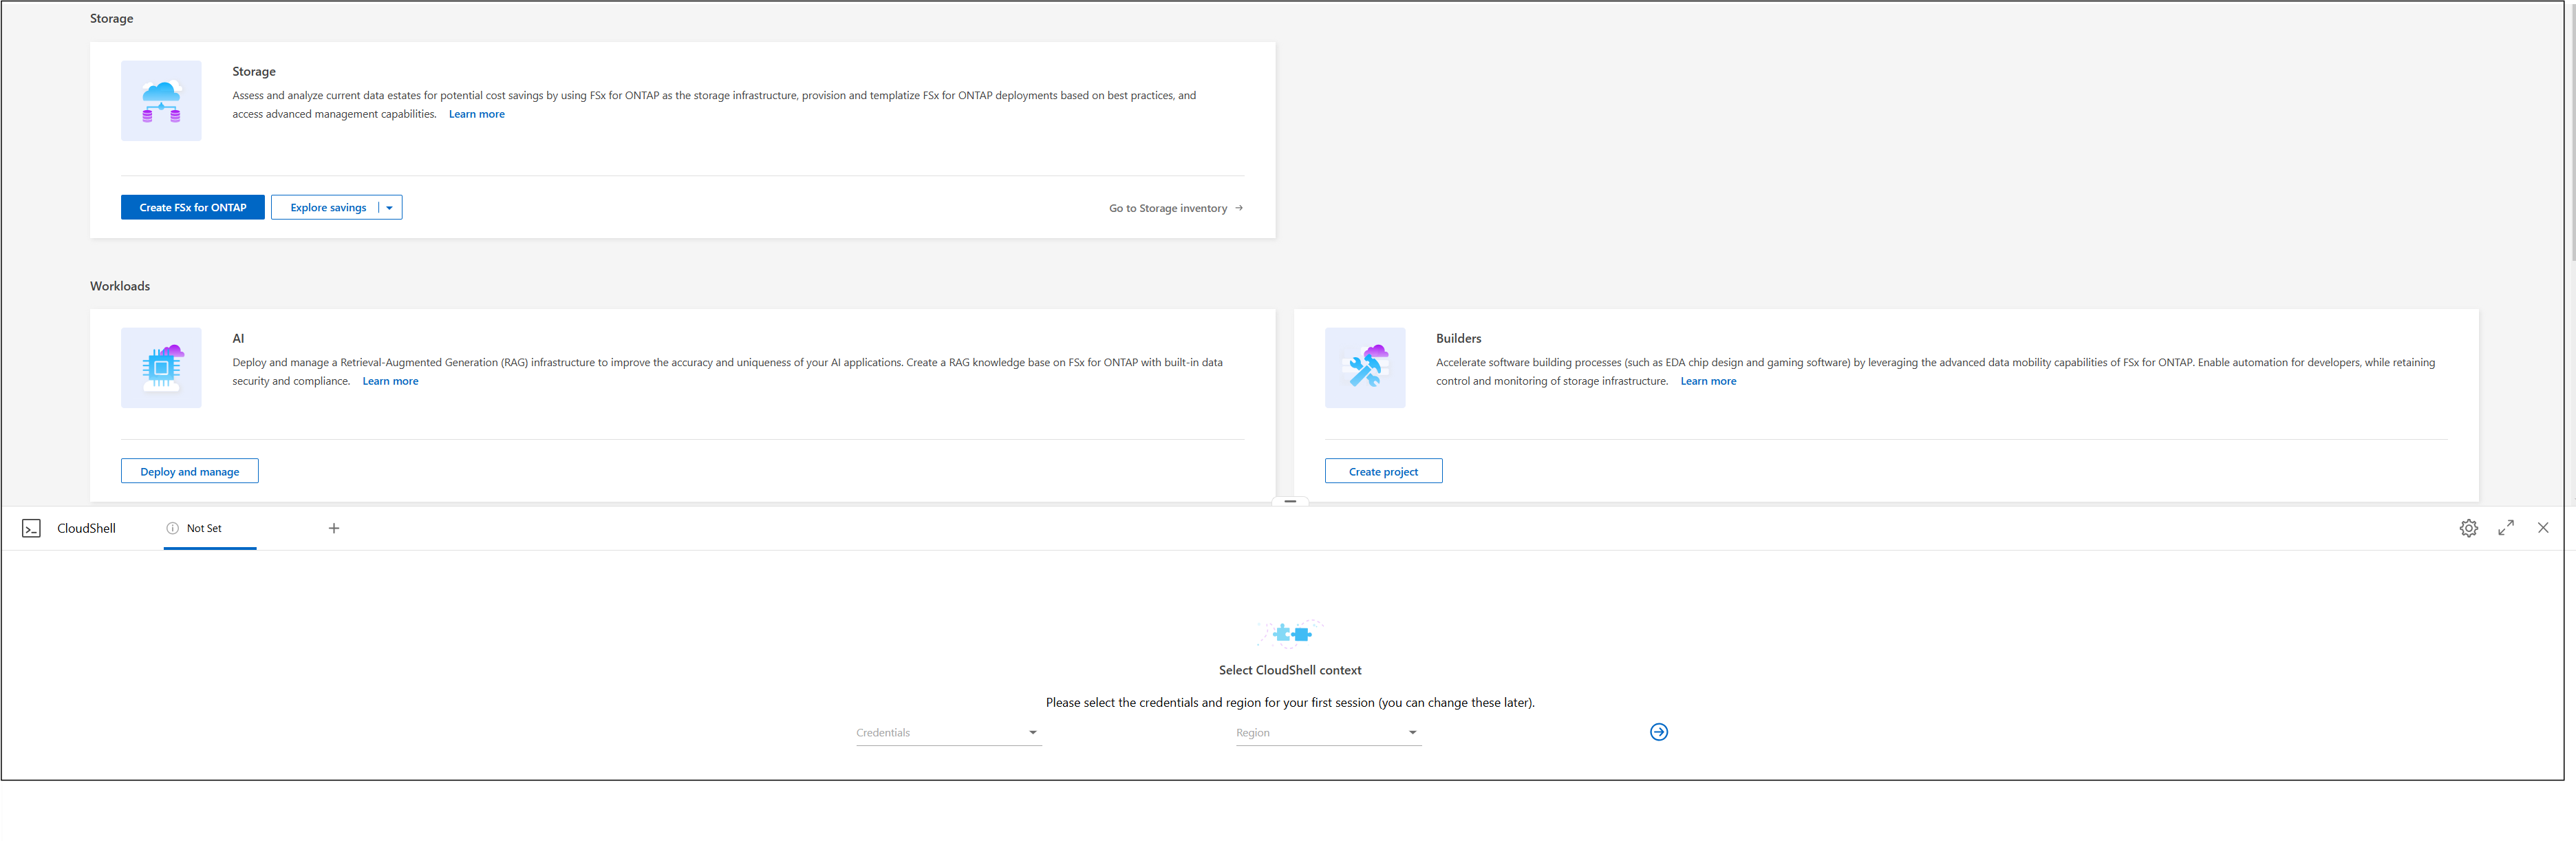 Storage
Storage
Assess and analyze current data estates for potential cost savings by using FSx for ONTAP as the storage infrastructure, provision and templatize FSx for ONTAP deployments based on best practices, and
access advanced management capabilities. Learn more
Create FSx for ONTAP
Explore savings
Go to Storage inventory
Workloads
AI
Deploy and manage a Retrieval-Augmented Generation (RAG) infrastructure to improve the accuracy and uniqueness of your AI applications. Create a RAG knowledge base on FSx for ONTAP with built-in data
security and compliance. Learn more
Deploy and manage
Builders
Accelerate software building processes (such as EDA chip design and gaming software) by leveraging the advanced data mobility capabilities of FSx for ONTAP. Enable automation for developers, while retaining
control and monitoring of storage infrastructure. Learn more
Create project
CloudShell
Not Set
Select CloudShell context
Please select the credentials and region for your first session (you can change these later).
Credentials
Region